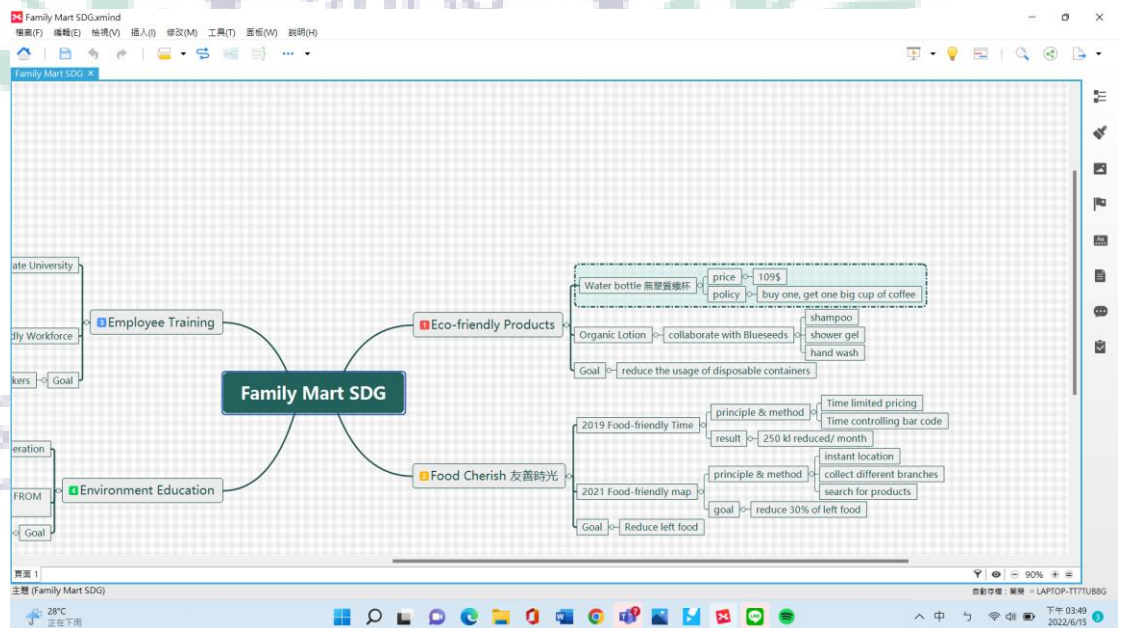 Family Mart SDG.xmind
檔案(F) 編輯(E) 檢視(V) 插入(I) 修改(M) 工具(T) 面板(W) 說明(H)
Family Mart SDG
ate University
Employee Training
dly Workforce
kers
Goal
Family Mart SDG
eration
Environment Education
FROM
Goal
Eco-friendly Products
Water bottle 無塑質纖杯
price
109$
policy
buy one, get one big cup of coffee
Organic Lotion
collaborate with Blueseeds
shampoo
shower gel
hand wash
Goal
reduce the usage of disposable containers
Food Cherish 友善時光
2019 Food-friendly Time
principle & method
Time limited pricing
Time controlling bar code
result
250 kl reduced/ month
2021 Food-friendly map
principle & method
instant location
collect different branches
search for products
goal
reduce 30% of left food
Goal
Reduce left food
頁面 1
90%
主題 (Family Mart SDG)
自動存檔：關閉
LAPTOP-TT7TUB8G
28°C
正在下雨
中
ㄅ
下午 03:49
2022/6/15